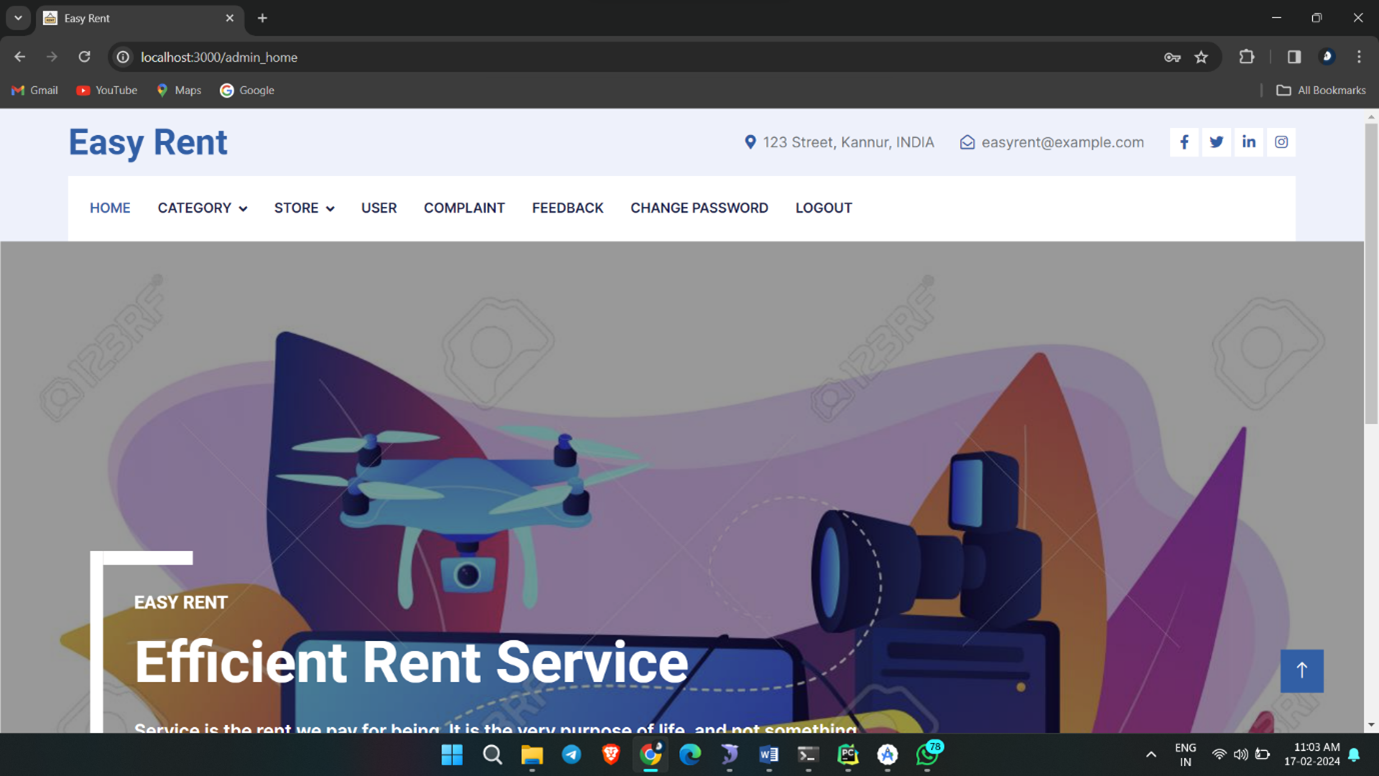 Easy Rent
localhost:3000/admin_home
Gmail YouTube Maps Google All Bookmarks
Easy Rent 123 Street, Kannur, INDIA easyrent@example.com
HOME CATEGORY STORE USER COMPLAINT FEEDBACK CHANGE PASSWORD LOGOUT
123RF 123RF
EASY RENT
Efficient Rent Service
Service is the rent we pay for being. It is the very purpose of life, and not something
78
ENG 11:03 AM
IN 17-02-2024